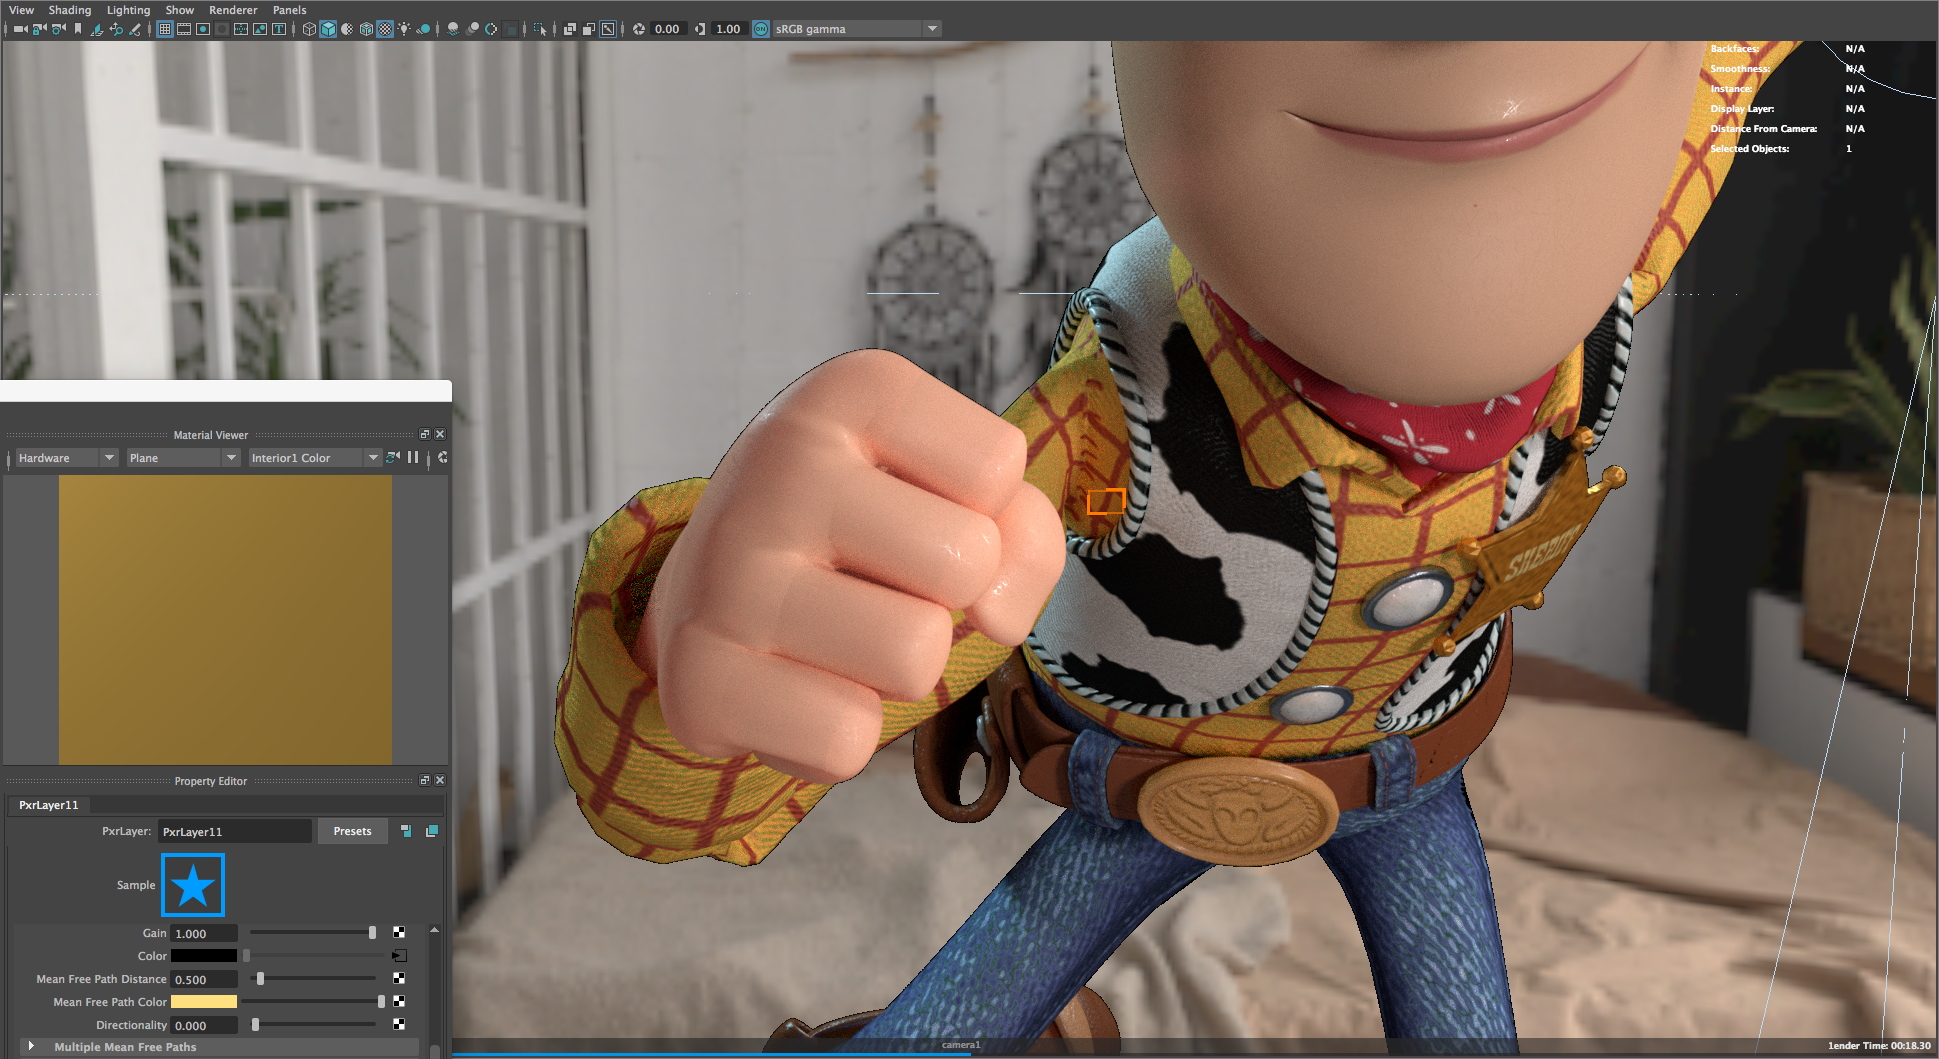 View Shading Lighting Show Renderer Panels
0.00 1.00 ON sRGB gamma
Backfaces: N/A
Smoothness: N/A
Instance: N/A
Display Layer: N/A
Distance From Camera: N/A
Selected Objects: 1
Material Viewer
Hardware Plane Interior1 Color
SHERIFF
Property Editor
PxrLayer11
PxrLayer: PxrLayer11 Presets
Sample
Gain 1.000
Color
Mean Free Path Distance 0.500
Mean Free Path Color
Directionality 0.000
Multiple Mean Free Paths
camera1
1ender Time: 00:18.30